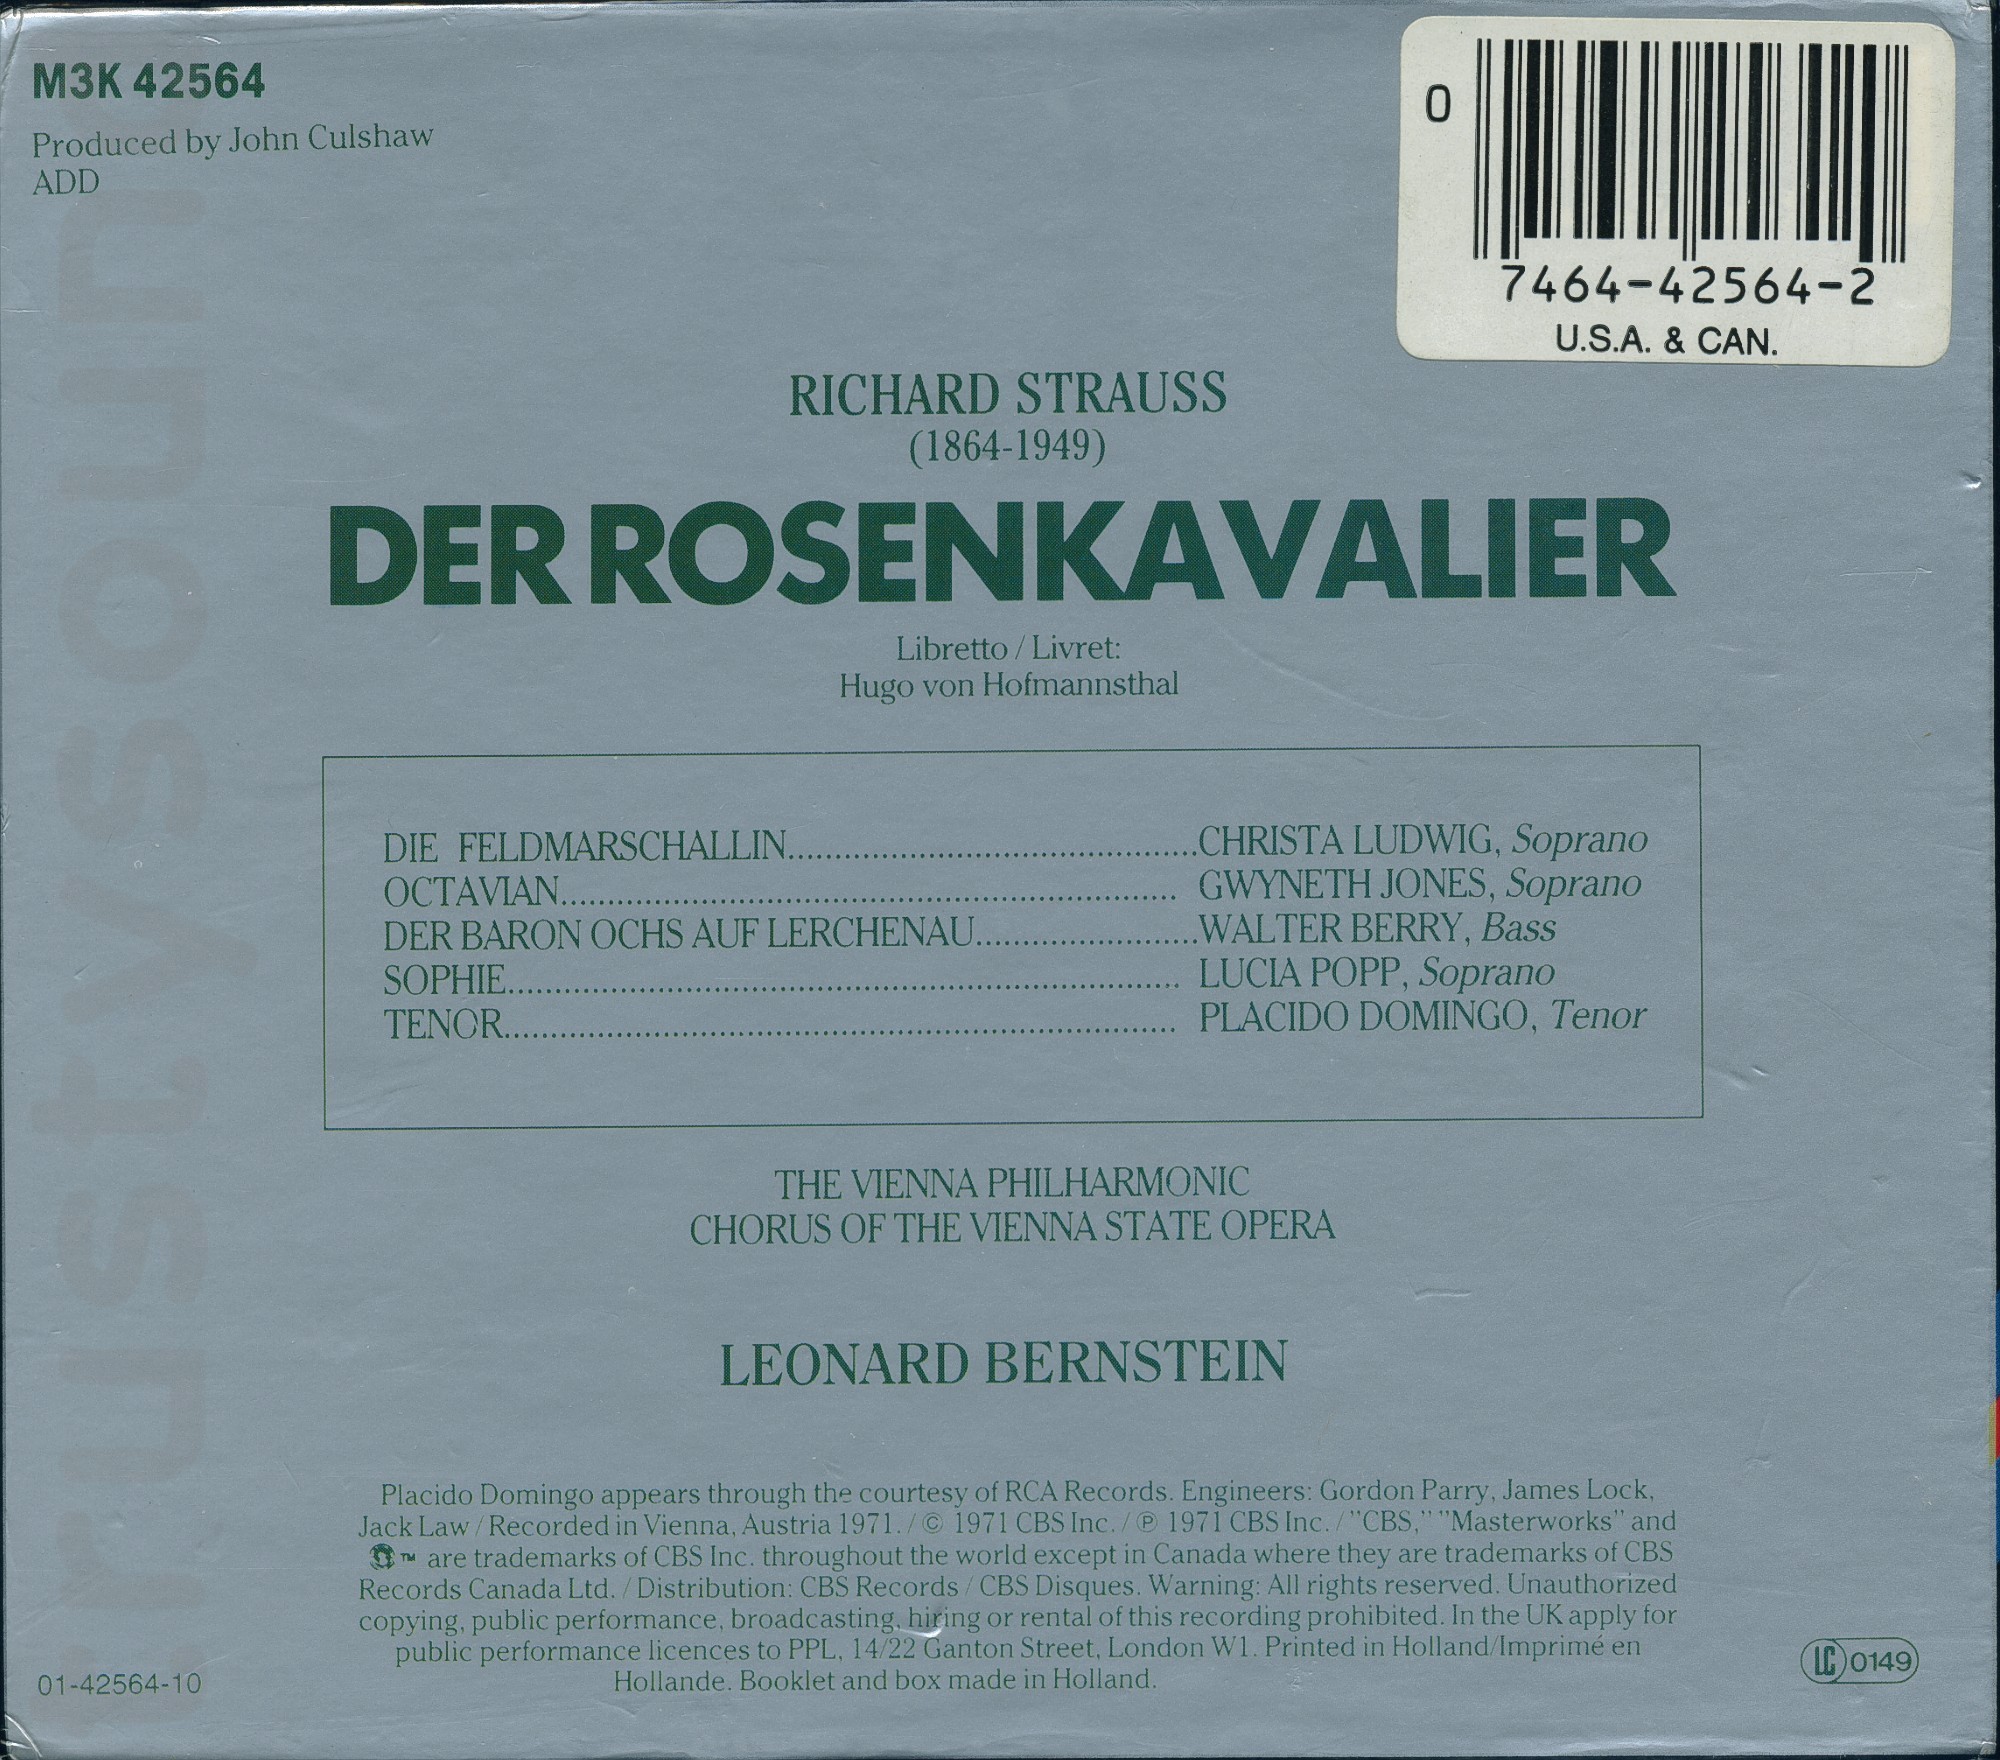 M3K 42564
Produced by John Culshaw
ADD
0
7464-42564-2
U.S.A. & CAN.
RICHARD STRAUSS
(1864-1949)
DER ROSENKAVALIER
Libretto / Livret:
Hugo von Hofmannsthal
DIE FELDMARSCHALLIN............................................CHRISTA LUDWIG, Soprano
OCTAVIAN.................................................................. GWYNETH JONES, Soprano
DER BARON OCHS AUF LERCHENAU........................WALTER BERRY, Bass
SOPHIE........................................................................ LUCIA POPP, Soprano
TENOR........................................................................ PLACIDO DOMINGO, Tenor
THE VIENNA PHILHARMONIC
CHORUS OF THE VIENNA STATE OPERA
LEONARD BERNSTEIN
Placido Domingo appears through the courtesy of RCA Records. Engineers: Gordon Parry, James Lock,
Jack Law / Recorded in Vienna, Austria 1971. / © 1971 CBS Inc. / ℗ 1971 CBS Inc. / "CBS," "Masterworks" and
™ are trademarks of CBS Inc. throughout the world except in Canada where they are trademarks of CBS
Records Canada Ltd. / Distribution: CBS Records / CBS Disques. Warning: All rights reserved. Unauthorized
copying, public performance, broadcasting, hiring or rental of this recording prohibited. In the UK apply for
public performance licences to PPL, 14/22 Ganton Street, London W1. Printed in Holland/Imprimé en
Hollande. Booklet and box made in Holland.
01-42564-10
LC 0149